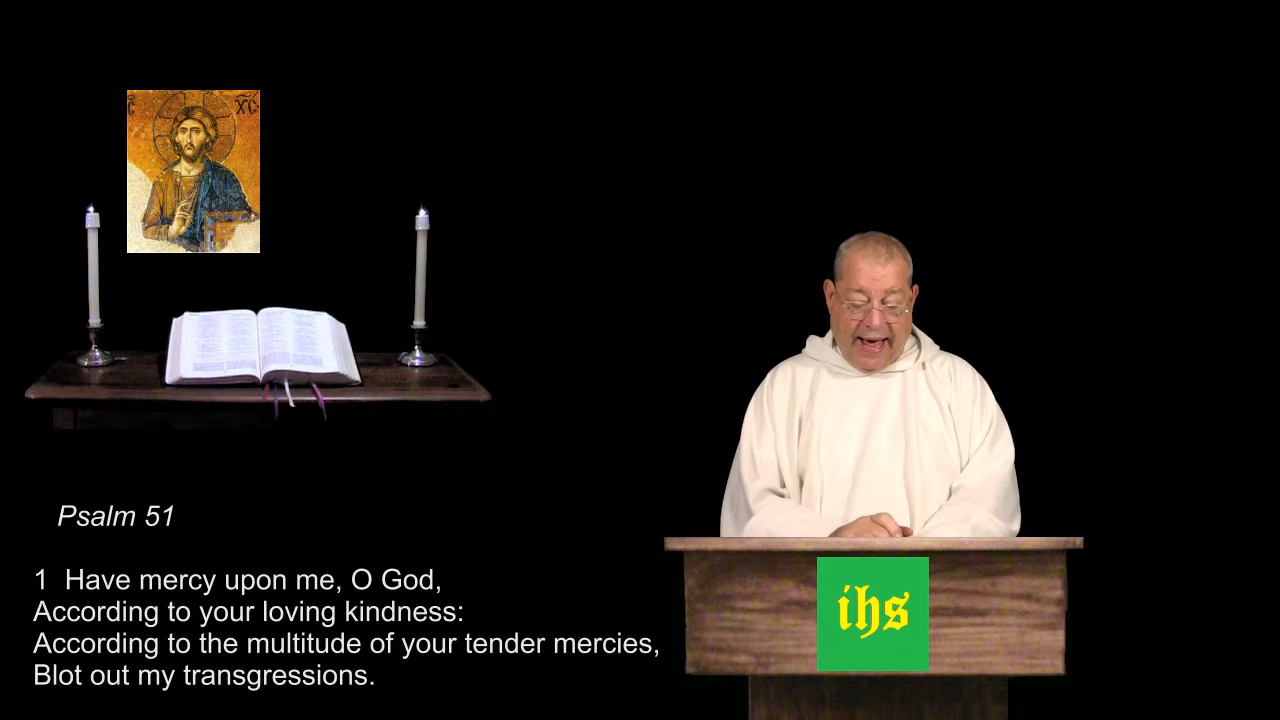 XC
Psalm 51
1 Have mercy upon me, O God,
According to your loving kindness:
According to the multitude of your tender mercies,
Blot out my transgressions.
ihs